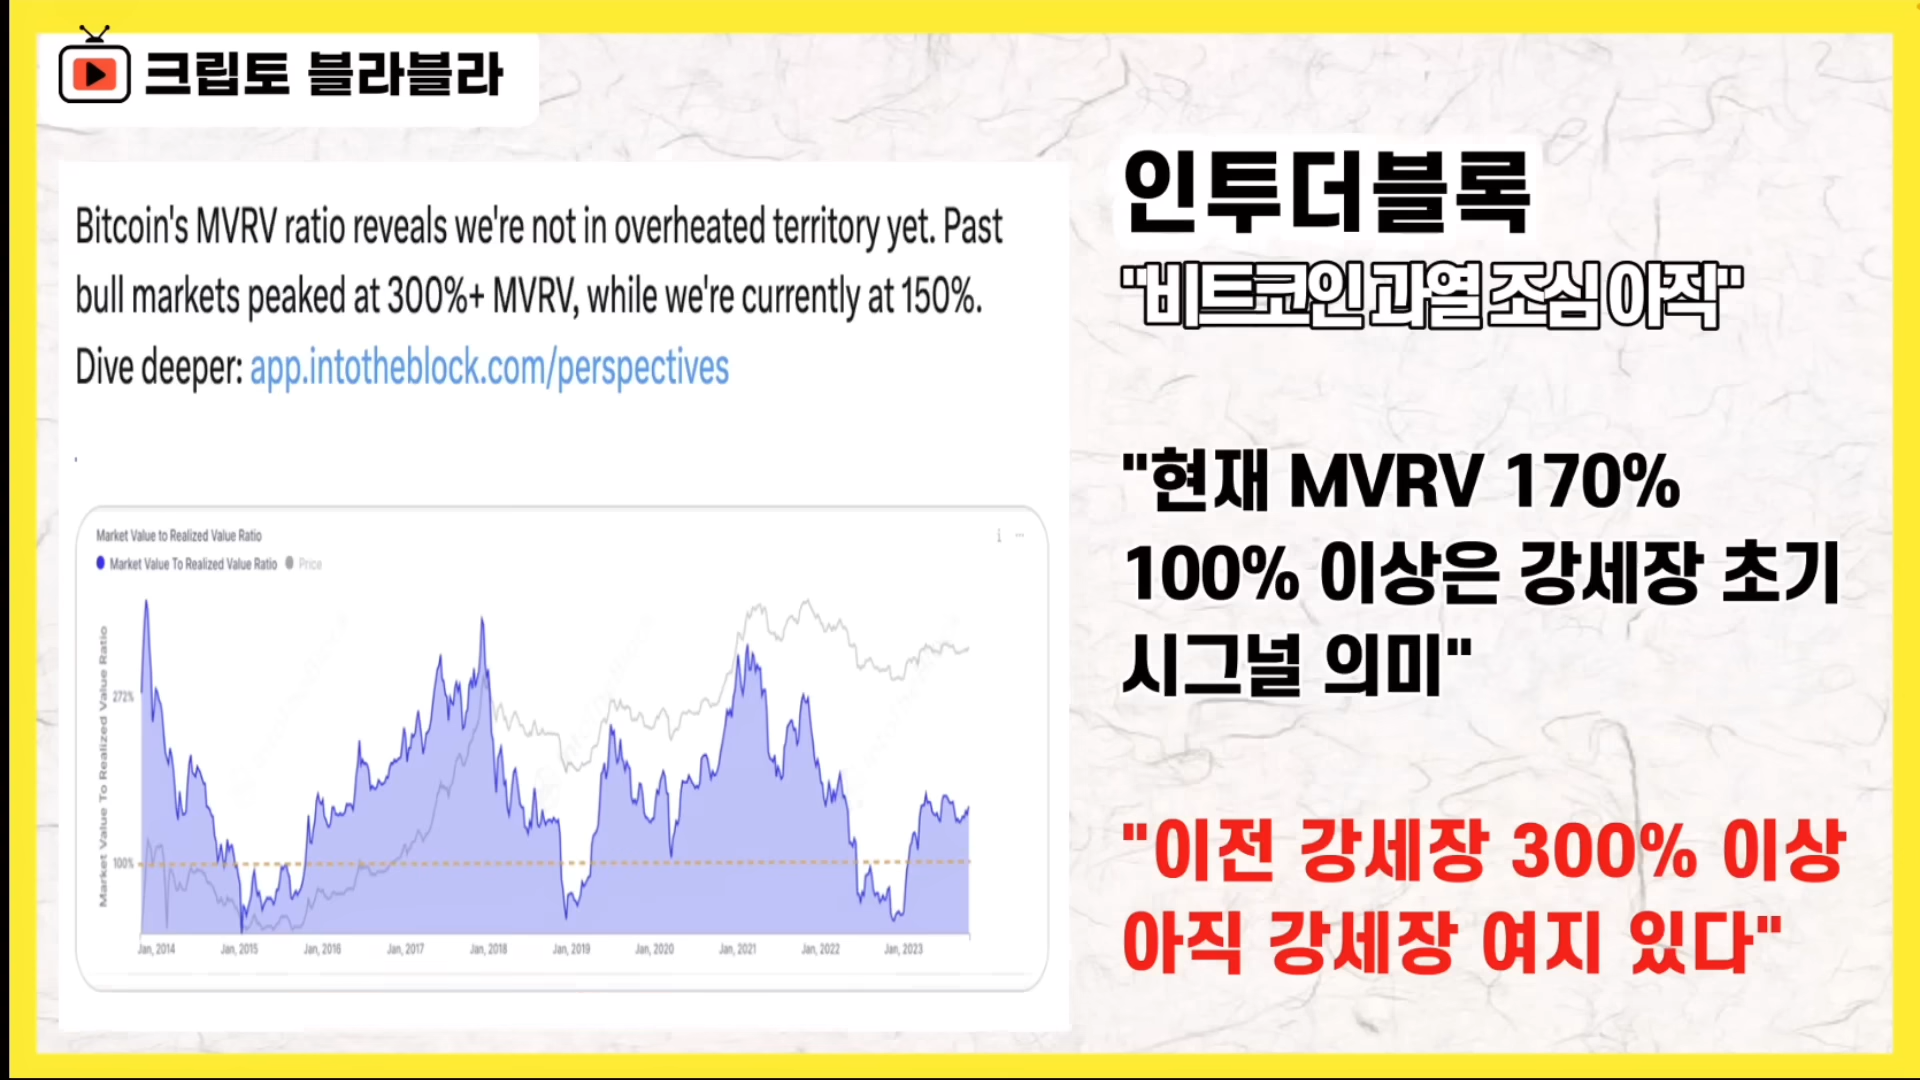 크립토 블라블라
Bitcoin's MVRV ratio reveals we're not in overheated territory yet. Past
bull markets peaked at 300%+ MVRV, while we're currently at 150%.
Dive deeper: app.intotheblock.com/perspectives
Market Value to Realized Value Ratio
Market Value To Realized Value Ratio
Price
Market Value To Realized Value Ratio
272%
100%
Jan, 2014 Jan, 2015 Jan, 2016 Jan, 2017 Jan, 2018 Jan, 2019 Jan, 2020 Jan, 2021 Jan, 2022 Jan, 2023
인투더블록
"비트코인 과열 조심 아직"
"현재 MVRV 170%
100% 이상은 강세장 초기
시그널 의미"
"이전 강세장 300% 이상
아직 강세장 여지 있다"